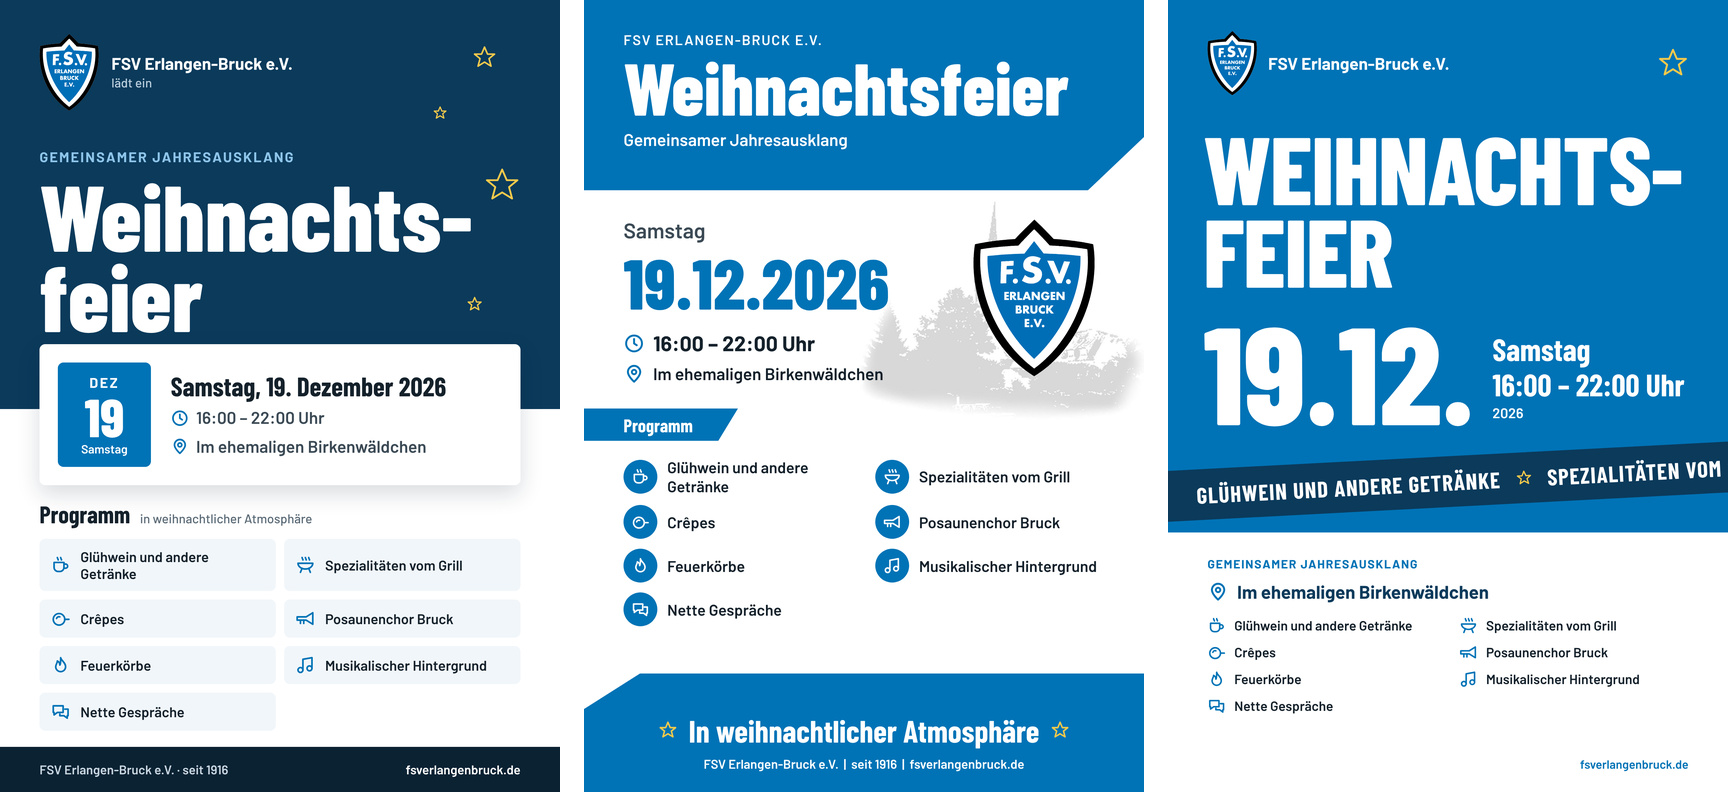 F.S.V.
ERLANGEN
BRUCK
E.V.
FSV Erlangen-Bruck e.V.
lädt ein
GEMEINSAMER JAHRESAUSKLANG
Weihnachts-
feier
DEZ
19
Samstag
Samstag, 19. Dezember 2026
16:00 – 22:00 Uhr
Im ehemaligen Birkenwäldchen
Programm in weihnachtlicher Atmosphäre
Glühwein und andere
Getränke
Spezialitäten vom Grill
Crêpes
Posaunenchor Bruck
Feuerkörbe
Musikalischer Hintergrund
Nette Gespräche
FSV Erlangen-Bruck e.V. · seit 1916
fsverlangenbruck.de
FSV ERLANGEN-BRUCK E.V.
Weihnachtsfeier
Gemeinsamer Jahresausklang
Samstag
19.12.2026
16:00 – 22:00 Uhr
Im ehemaligen Birkenwäldchen
F.S.V.
ERLANGEN
BRUCK
E.V.
Programm
Glühwein und andere
Getränke
Spezialitäten vom Grill
Crêpes
Posaunenchor Bruck
Feuerkörbe
Musikalischer Hintergrund
Nette Gespräche
In weihnachtlicher Atmosphäre
FSV Erlangen-Bruck e.V. | seit 1916 | fsverlangenbruck.de
F.S.V.
ERLANGEN
BRUCK
E.V.
FSV Erlangen-Bruck e.V.
WEIHNACHTS-
FEIER
19.12.
Samstag
16:00 – 22:00 Uhr
2026
GLÜHWEIN UND ANDERE GETRÄNKE SPEZIALITÄTEN VOM
GEMEINSAMER JAHRESAUSKLANG
Im ehemaligen Birkenwäldchen
Glühwein und andere Getränke
Spezialitäten vom Grill
Crêpes
Posaunenchor Bruck
Feuerkörbe
Musikalischer Hintergrund
Nette Gespräche
fsverlangenbruck.de